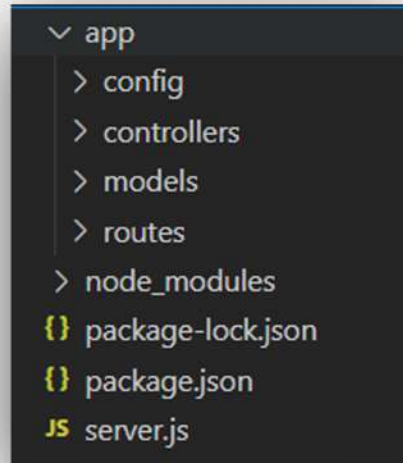 app
config
controllers
models
routes
node_modules
{} package-lock.json
{} package.json
JS server.js